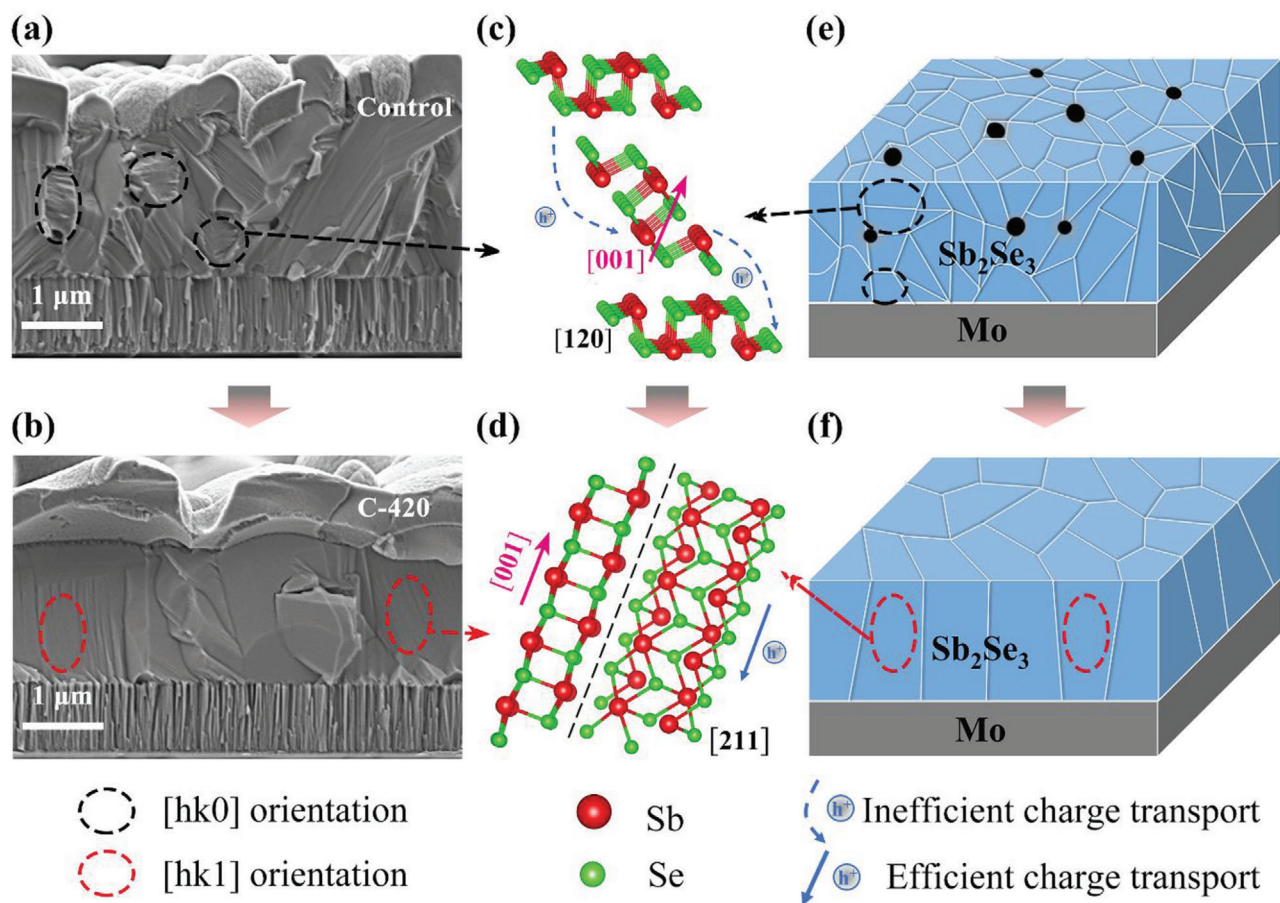 (a)
Control
1 μm
(c)
h⁺
[001]
h⁺
[120]
(e)
Sb₂Se₃
Mo
(b)
C-420
1 μm
(d)
[001]
h⁺
[211]
(f)
Sb₂Se₃
Mo
[hk0] orientation
[hk1] orientation
Sb
Se
h⁺ Inefficient charge transport
h⁺ Efficient charge transport